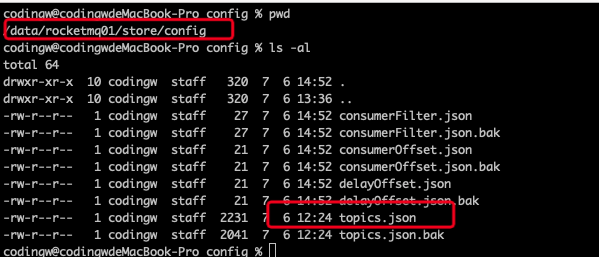 codingw@codingwdeMacBook-Pro config % pwd
/data/rocketmq01/store/config
codingw@codingwdeMacBook-Pro config % ls -al
total 64
drwxr-xr-x 10 codingw staff 320 7 6 14:52 .
drwxr-xr-x 10 codingw staff 320 7 6 13:36 ..
-rw-r--r-- 1 codingw staff 27 7 6 14:52 consumerFilter.json
-rw-r--r-- 1 codingw staff 27 7 6 14:52 consumerFilter.json.bak
-rw-r--r-- 1 codingw staff 21 7 6 14:52 consumerOffset.json
-rw-r--r-- 1 codingw staff 21 7 6 14:52 consumerOffset.json.bak
-rw-r--r-- 1 codingw staff 21 7 6 14:52 delayOffset.json
-rw-r--r-- 1 codingw staff 21 7 6 14:52 delayOffset.json.bak
-rw-r--r-- 1 codingw staff 2231 7 6 12:24 topics.json
-rw-r--r-- 1 codingw staff 2041 7 6 12:24 topics.json.bak
codingw@codingwdeMacBook-Pro config %